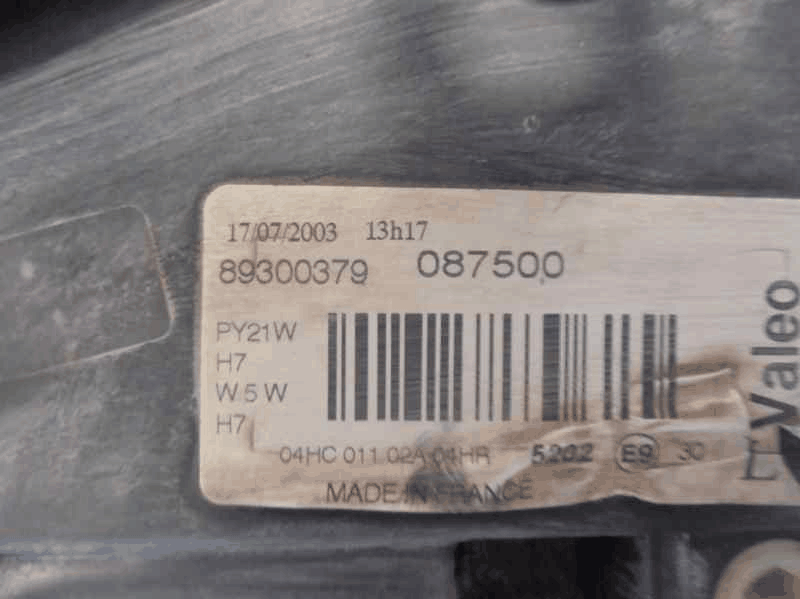 17/07/2003 13h17
89300379 087500
PY21W
H7
W 5 W
H7
04HC 011 02A 04HR 5202 E9 30
MADE IN FRANCE
Valeo
L